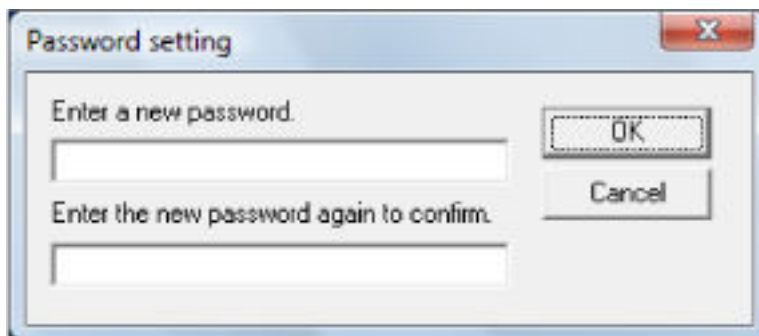 Password setting
Enter a new password.
OK
Cancel
Enter the new password again to confirm.